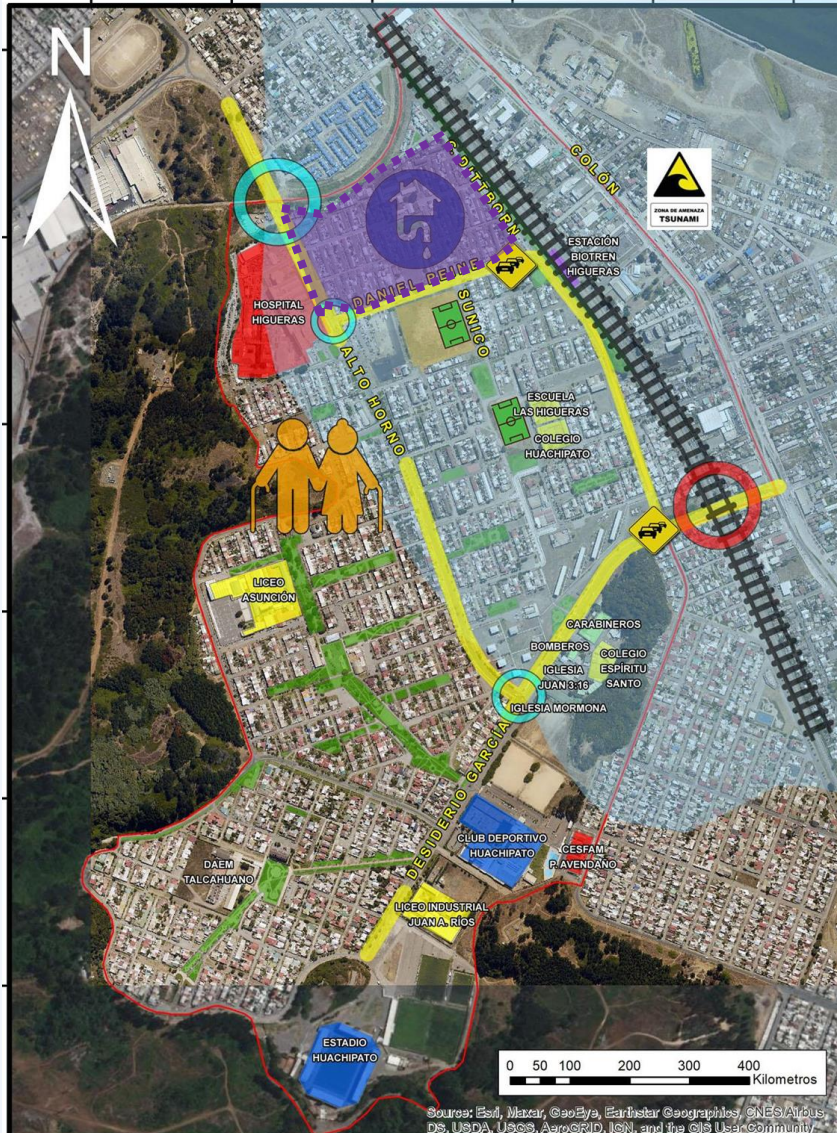 N
G. DITTBORN
COLÓN
ZONA DE AMENAZA
TSUNAMI
ESTACIÓN
BIOTREN
HIGUERAS
DANIEL PEINE
HOSPITAL
HIGUERAS
SUNICO
ALTO HORNO
ESCUELA
LAS HIGUERAS
COLEGIO
HUACHIPATO
LICEO
ASUNCIÓN
CARABINEROS
BOMBEROS
COLEGIO
ESPÍRITU
SANTO
IGLESIA
JUAN 3:16
IGLESIA MORMONA
DESIDERIO GARCÍA
CLUB DEPORTIVO
HUACHIPATO
CESFAM
P. AVENDAÑO
DAEM
TALCAHUANO
LICEO INDUSTRIAL
JUAN A. RÍOS
ESTADIO
HUACHIPATO
0 50 100 200 300 400
Kilometros
Source: Esri, Maxar, GeoEye, Earthstar Geographics, CNES/Airbus
DS, USDA, USGS, AeroGRID, IGN, and the GIS User Community